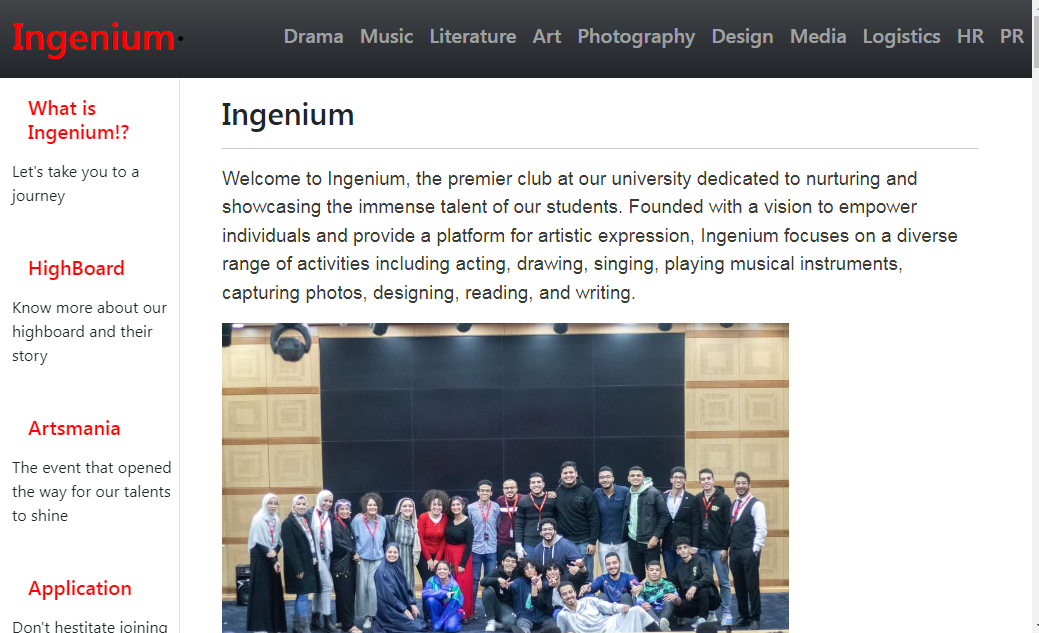 Ingenium.
Drama Music Literature Art Photography Design Media Logistics HR PR
What is
Ingenium!?
Let's take you to a
journey
HighBoard
Know more about our
highboard and their
story
Artsmania
The event that opened
the way for our talents
to shine
Application
Don't hestitate joining
Ingenium
Welcome to Ingenium, the premier club at our university dedicated to nurturing and
showcasing the immense talent of our students. Founded with a vision to empower
individuals and provide a platform for artistic expression, Ingenium focuses on a diverse
range of activities including acting, drawing, singing, playing musical instruments,
capturing photos, designing, reading, and writing.